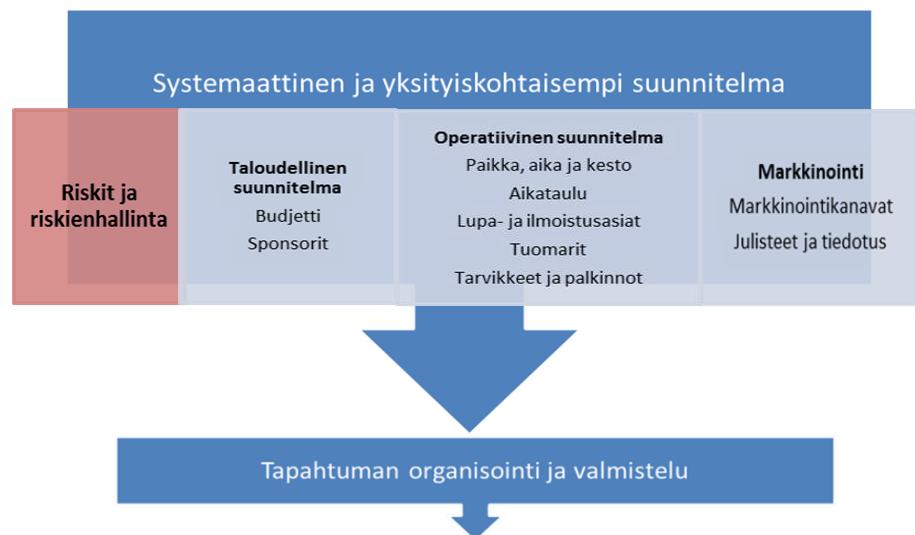 Systemaattinen ja yksityiskohtaisempi suunnitelma
Riskit ja
riskienhallinta
Taloudellinen
suunnitelma
Budjetti
Sponsorit
Operatiivinen suunnitelma
Paikka, aika ja kesto
Aikataulu
Lupa- ja ilmoistusasiat
Tuomarit
Tarvikkeet ja palkinnot
Markkinointi
Markkinointikanavat
Julisteet ja tiedotus
Tapahtuman organisointi ja valmistelu